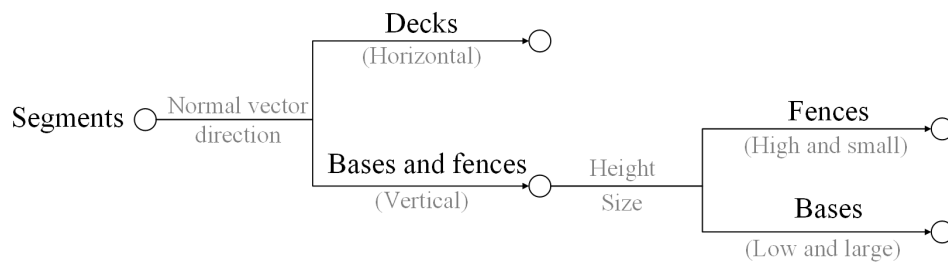 Decks
(Horizontal)
Segments
Normal vector
direction
Bases and fences
(Vertical)
Height
Size
Fences
(High and small)
Bases
(Low and large)